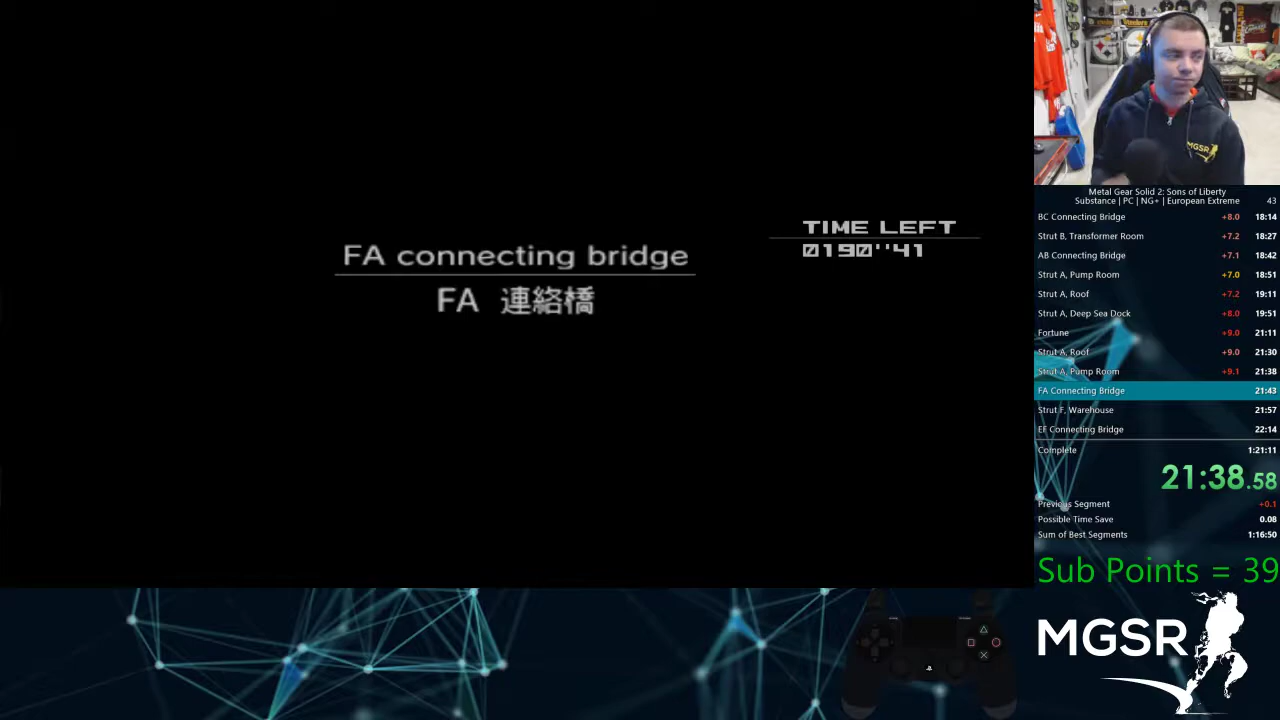 FA connecting bridge
FA 連絡橋
TIME LEFT
0190"41
MGSR
Metal Gear Solid 2: Sons of Liberty
Substance | PC | NG+ | European Extreme 43
BC Connecting Bridge +8.0 18:14
Strut B, Transformer Room +7.2 18:27
AB Connecting Bridge +7.1 18:42
Strut A, Pump Room +7.0 18:51
Strut A, Roof +7.2 19:11
Strut A, Deep Sea Dock +8.0 19:51
Fortune +9.0 21:11
Strut A, Roof +9.0 21:30
Strut A, Pump Room +9.1 21:38
FA Connecting Bridge 21:43
Strut F, Warehouse 21:57
EF Connecting Bridge 22:14
Complete 1:21:11
21:38.58
Previous Segment +0.1
Possible Time Save 0.08
Sum of Best Segments 1:16:50
Sub Points = 39
MGSR